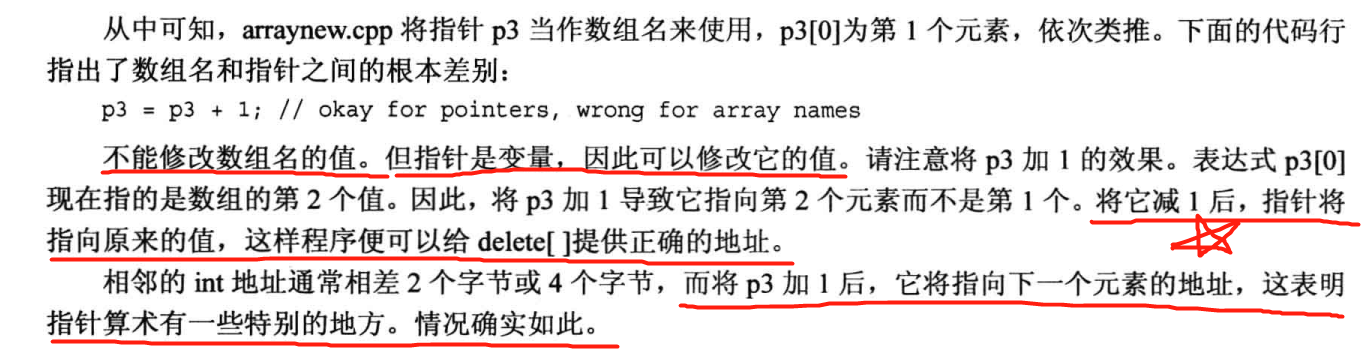 从中可知，arraynew.cpp 将指针 p3 当作数组名来使用，p3[0]为第 1 个元素，依次类推。下面的代码行
指出了数组名和指针之间的根本差别：
p3 = p3 + 1; // okay for pointers, wrong for array names
不能修改数组名的值。但指针是变量，因此可以修改它的值。请注意将 p3 加 1 的效果。表达式 p3[0]
现在指的是数组的第 2 个值。因此，将 p3 加 1 导致它指向第 2 个元素而不是第 1 个。将它减 1 后，指针将
指向原来的值，这样程序便可以给 delete[ ]提供正确的地址。
相邻的 int 地址通常相差 2 个字节或 4 个字节，而将 p3 加 1 后，它将指向下一个元素的地址，这表明
指针算术有一些特别的地方。情况确实如此。